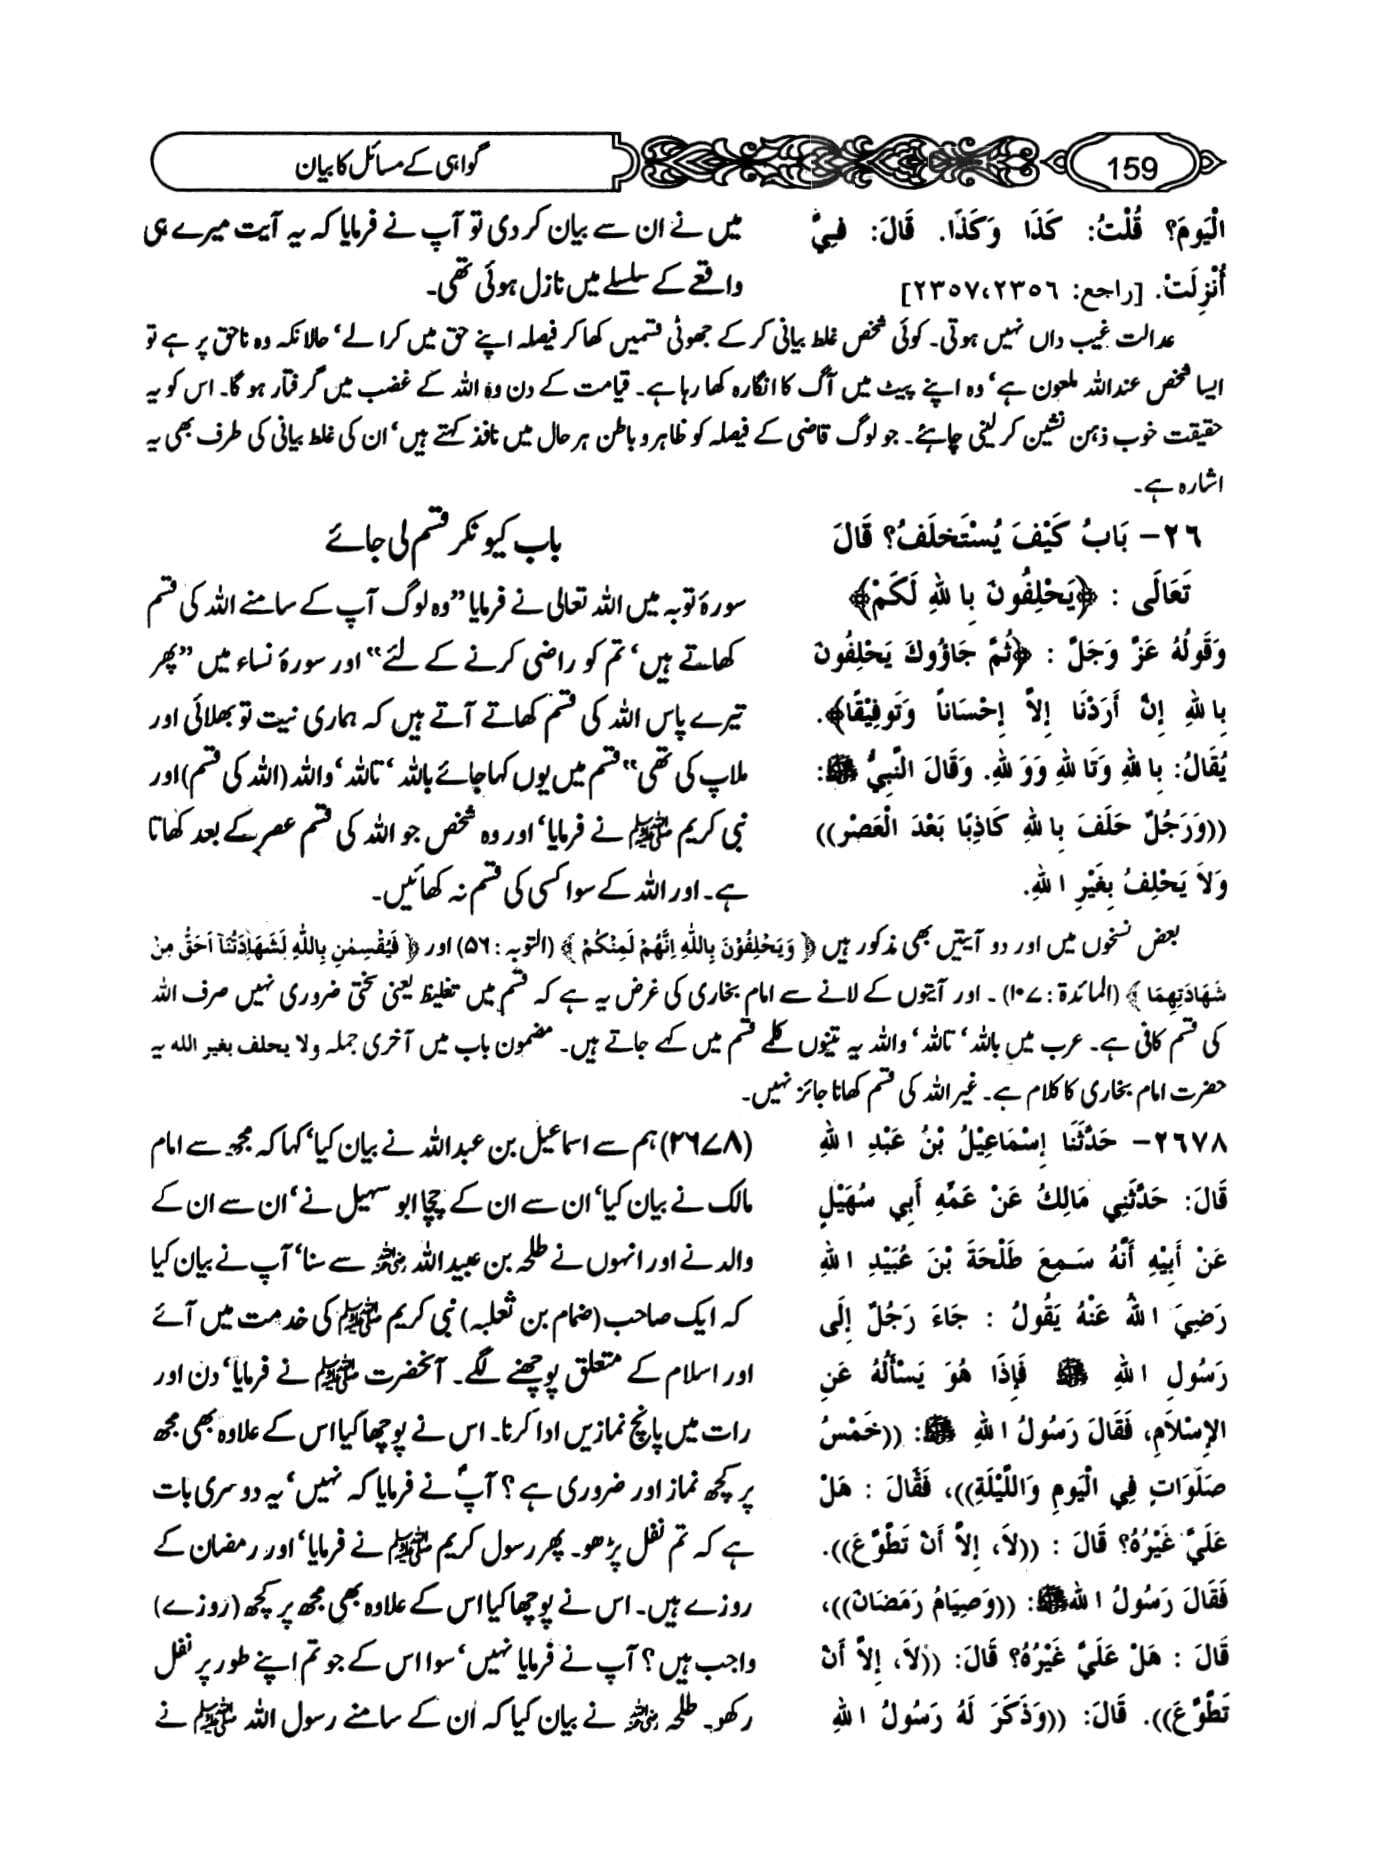 159
گواہی کے مسائل کا بیان
الْيَومَ؟ قُلْتُ: كَذَا وَكَذَا. قَالَ: فِيَّ
أُنْزِلَتْ. [راجع: ٢٣٥٦، ٢٣٥٧]
میں نے ان سے بیان کر دی تو آپ نے فرمایا کہ یہ آیت میرے ہی
واقعے کے سلسلے میں نازل ہوئی تھی۔
عدالت غیب داں نہیں ہوتی۔ کوئی شخص غلط بیانی کر کے جھوٹی قسمیں کھا کر فیصلہ اپنے حق میں کرا لے‘ حالانکہ وہ ناحق پر ہے تو
ایسا شخص عنداللہ ملعون ہے‘ وہ اپنے پیٹ میں آگ کا انگارہ کھا رہا ہے۔ قیامت کے دن وہ اللہ کے غضب میں گرفتار ہو گا۔ اس کو یہ
حقیقت خوب ذہن نشین کر لینی چاہئے۔ جو لوگ قاضی کے فیصلہ کو ظاہر و باطن ہر حال میں نافذ کہتے ہیں‘ ان کی غلط بیانی کی طرف بھی یہ
اشارہ ہے۔
٢٦- بَابُ كَيْفَ يُسْتَحْلَفُ؟ قَالَ
تَعَالَى : ﴿يَحْلِفُونَ بِاللهِ لَكَمْ﴾
وَقَولُهُ عَزَّ وَجَلَّ : ﴿ثُمَّ جَاؤُوكَ يَحْلِفُونَ
بِاللهِ إِنْ أَرَدْنَا إِلاَّ إِحْسَانًا وَتَوفِيْقًا﴾.
يُقَالُ: بِاللهِ وَتَاللهِ وَوَاللهِ. وَقَالَ النَّبِيُّ ﷺ:
((وَرَجُلٌ حَلَفَ بِاللهِ كَاذِبًا بَعْدَ الْعَصْرِ))
وَلاَ يَحْلِفُ بِغَيْرِ اللهِ.
باب کیونکر قسم لی جائے
سورۂ توبہ میں اللہ تعالیٰ نے فرمایا ”وہ لوگ آپ کے سامنے اللہ کی قسم
کھاتے ہیں‘ تم کو راضی کرنے کے لئے“ اور سورۂ نساء میں ”پھر
تیرے پاس اللہ کی قسم کھاتے آتے ہیں کہ ہماری نیت تو بھلائی اور
ملاپ کی تھی“ قسم میں یوں کہا جائے باللہ ‘ تاللہ ‘ واللہ (اللہ کی قسم) اور
نبی کریم ﷺ نے فرمایا‘ اور وہ شخص جو اللہ کی قسم عصر کے بعد کھاتا
ہے۔ اور اللہ کے سوا کسی کی قسم نہ کھائیں۔
بعض نسخوں میں اور دو آیتیں بھی مذکور ہیں ﴿ وَيَحْلِفُوْنَ بِاللّٰهِ اِنَّهُمْ لَمِنْكُمْ ﴾ (التوبہ : ۵۶) اور ﴿ فَيُقْسِمٰنِ بِاللّٰهِ لَشَهَادَتُنَآ اَحَقُّ مِنْ
شَهَادَتِهِمَا ﴾ (المائدۃ : ۱۰۷) ۔ اور آیتوں کے لانے سے امام بخاری کی غرض یہ ہے کہ قسم میں تغلیظ یعنی سختی ضروری نہیں صرف اللہ
کی قسم کافی ہے۔ عرب میں باللہ‘ تاللہ‘ واللہ یہ تینوں کلمے قسم میں کہے جاتے ہیں۔ مضمون باب میں آخری جملہ ولا یحلف بغیر اللہ یہ
حضرت امام بخاری کا کلام ہے۔ غیر اللہ کی قسم کھانا جائز نہیں۔
٢٦٧٨- حَدَّثَنَا إِسْمَاعِيْلُ بْنُ عَبْدِ اللهِ
قَالَ: حَدَّثَنِي مَالِكٌ عَنْ عَمِّهِ أَبِي سُهَيْلٍ
عَنْ أَبِيْهِ أَنَّهُ سَمِعَ طَلْحَةَ بْنَ عُبَيْدِ اللهِ
رَضِيَ اللهُ عَنْهُ يَقُولُ : جَاءَ رَجُلٌ إِلَى
رَسُولِ اللهِ ﷺ فَإِذَا هُوَ يَسْأَلُهُ عَنِ
الإِسْلاَمِ، فَقَالَ رَسُولُ اللهِ ﷺ: ((خَمْسُ
صَلَوَاتٍ فِي الْيَومِ وَاللَّيْلَةِ))، فَقَالَ : هَلْ
عَلَيَّ غَيْرُهُ؟ قَالَ : ((لاَ، إِلاَّ أَنْ تَطَّوَّعَ)).
فَقَالَ رَسُولُ اللهِ ﷺ: ((وَصِيَامُ رَمَضَانَ))،
قَالَ : هَلْ عَلَيَّ غَيْرُهُ؟ قَالَ: ((لاَ، إِلاَّ أَنْ
تَطَّوَّعَ)). قَالَ: ((وَذَكَرَ لَهُ رَسُولُ اللهِ
(۲۶۷۸) ہم سے اسماعیل بن عبداللہ نے بیان کیا‘ کہا کہ مجھ سے امام
مالک نے بیان کیا‘ ان سے ان کے چچا ابو سہیل نے‘ ان سے ان کے
والد نے اور انہوں نے طلحہ بن عبیداللہ رضی اللہ عنہ سے سنا‘ آپ نے بیان کیا
کہ ایک صاحب (ضمام بن ثعلبہ) نبی کریم ﷺ کی خدمت میں آئے
اور اسلام کے متعلق پوچھنے لگے۔ آنحضرت ﷺ نے فرمایا‘ دن اور
رات میں پانچ نمازیں ادا کرنا۔ اس نے پوچھا کیا اس کے علاوہ بھی مجھ
پر کچھ نماز اور ضروری ہے؟ آپؐ نے فرمایا کہ نہیں‘ یہ دوسری بات
ہے کہ تم نفل پڑھو۔ پھر رسول کریم ﷺ نے فرمایا‘ اور رمضان کے
روزے ہیں۔ اس نے پوچھا کیا اس کے علاوہ بھی مجھ پر کچھ (روزے)
واجب ہیں؟ آپ نے فرمایا نہیں‘ سوا اس کے جو تم اپنے طور پر نفل
رکھو۔ طلحہ رضی اللہ عنہ نے بیان کیا کہ ان کے سامنے رسول اللہ ﷺ نے